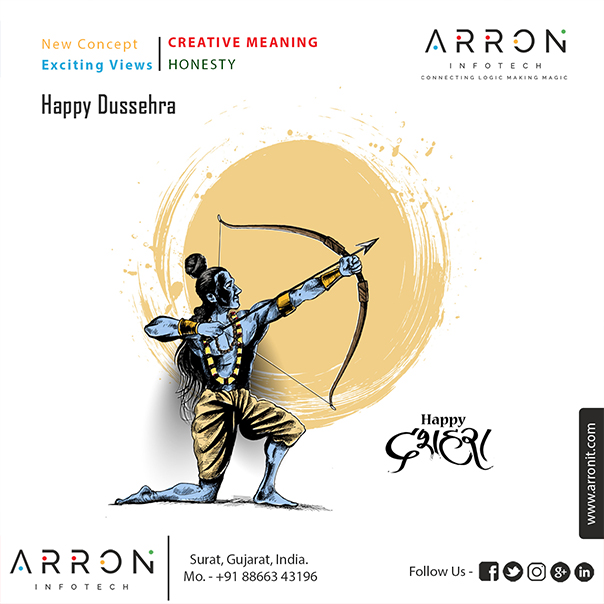 New Concept
Exciting Views
CREATIVE MEANING
HONESTY
ARRON
INFOTECH
CONNECTING LOGIC MAKING MAGIC
Happy Dussehra
Happy
दशहरा
www.arronit.com
ARRON
INFOTECH
Surat, Gujarat, India.
Mo. - +91 88663 43196
Follow Us -